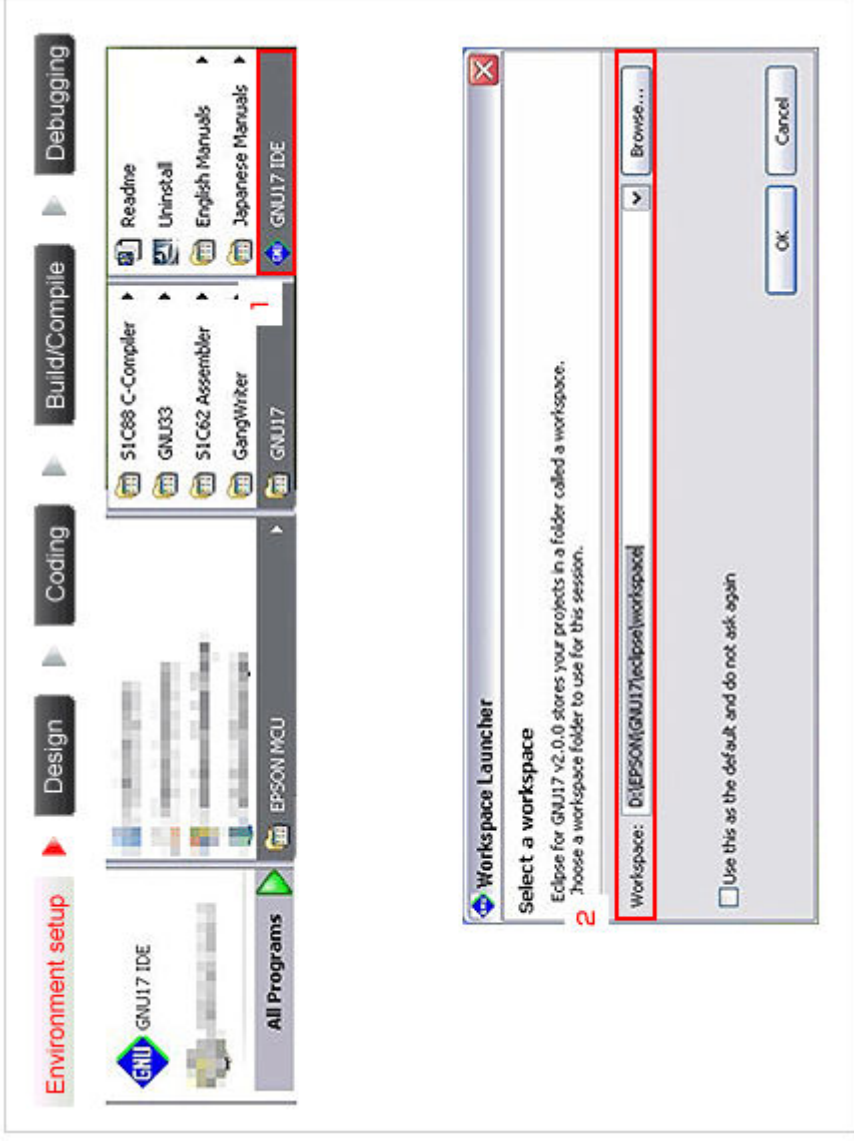 Environment setup
Design
Coding
Build/Compile
Debugging
GNU
GNU17 IDE
All Programs
EPSON MCU
S1C88 C-Compiler
GNU33
S1C62 Assembler
GangWriter
GNU17
1
Readme
Uninstall
English Manuals
Japanese Manuals
GNU17 IDE
Workspace Launcher
Select a workspace
Eclipse for GNU17 v2.0.0 stores your projects in a folder called a workspace.
Choose a workspace folder to use for this session.
2
Workspace: D:\EPSON\GNU17\eclipse\workspace
Browse...
Use this as the default and do not ask again
OK
Cancel